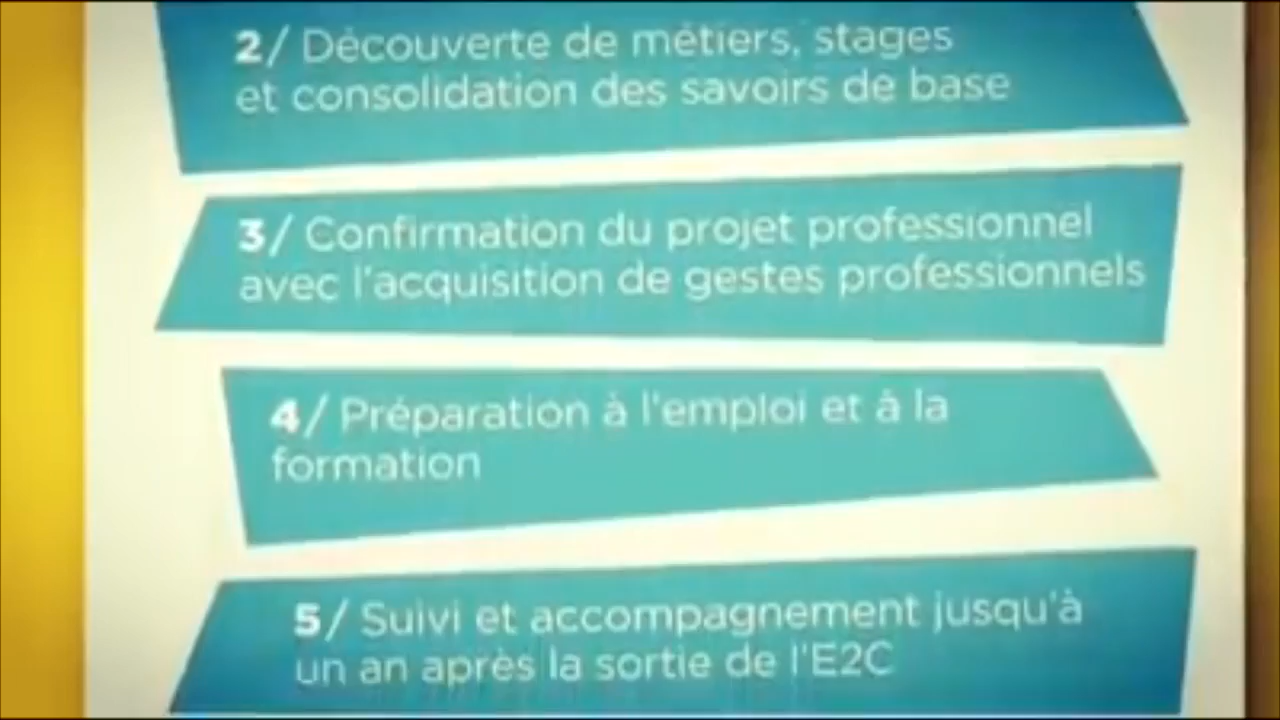 2/ Découverte de métiers, stages
et consolidation des savoirs de base
3/ Confirmation du projet professionnel
avec l'acquisition de gestes professionnels
4/ Préparation à l'emploi et à la
formation
5/ Suivi et accompagnement jusqu'à
un an après la sortie de l'E2C